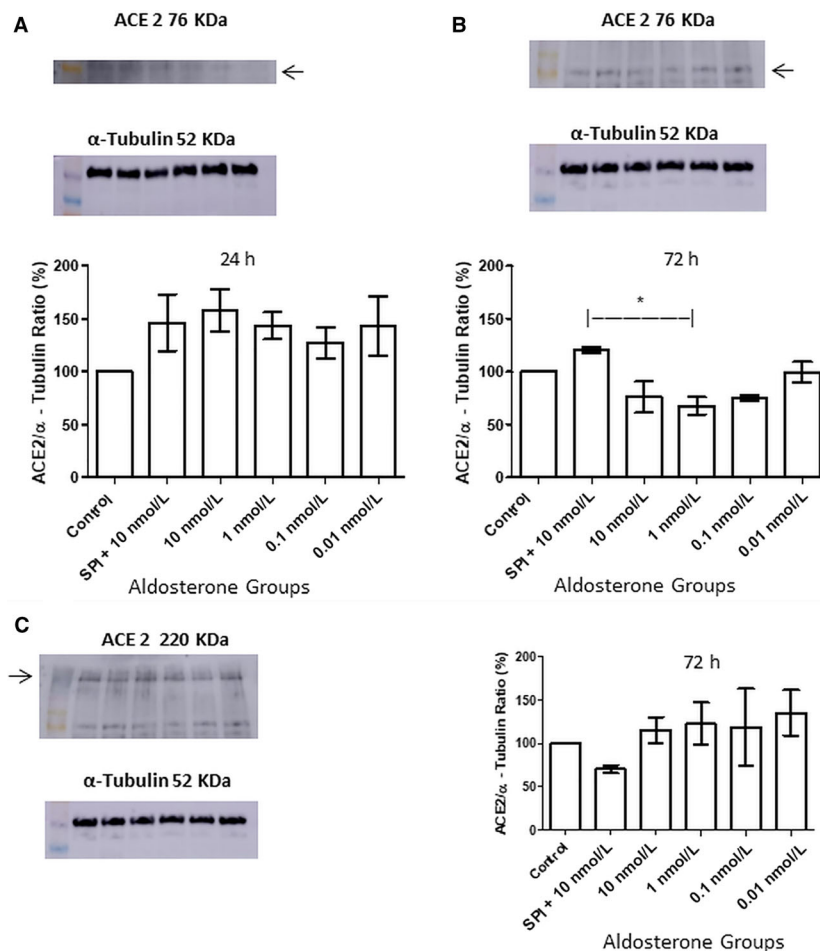 A
ACE 2 76 KDa
α-Tubulin 52 KDa
24 h
ACE2/α - Tubulin Ratio (%)
200
150
100
50
0
Control
SPI + 10 nmol/L
10 nmol/L
1 nmol/L
0.1 nmol/L
0.01 nmol/L
Aldosterone Groups
B
ACE 2 76 KDa
α-Tubulin 52 KDa
72 h
*
ACE2/α - Tubulin Ratio (%)
200
150
100
50
0
Control
SPI + 10 nmol/L
10 nmol/L
1 nmol/L
0.1 nmol/L
0.01 nmol/L
Aldosterone Groups
C
ACE 2 220 KDa
α-Tubulin 52 KDa
72 h
ACE2/α - Tubulin Ratio (%)
200
150
100
50
0
Control
SPI + 10 nmol/L
10 nmol/L
1 nmol/L
0.1 nmol/L
0.01 nmol/L
Aldosterone Groups